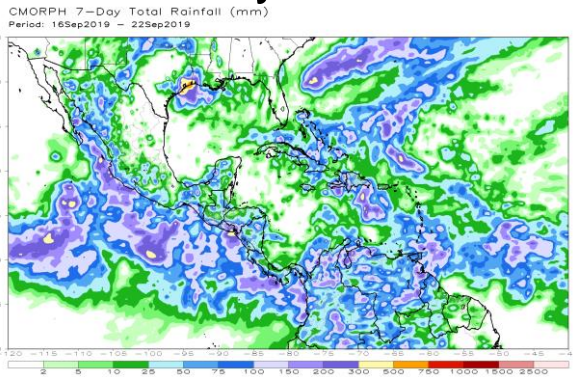 CMORPH 7-Day Total Rainfall (mm)
Period: 16Sep2019 - 22Sep2019
-120 -115 -110 -105 -100 -95 -90 -85 -80 -75 -70 -65 -60 -55 -50 -45 -4
2 5 10 25 50 75 100 150 200 300 500 600 750 1000 1500 2500